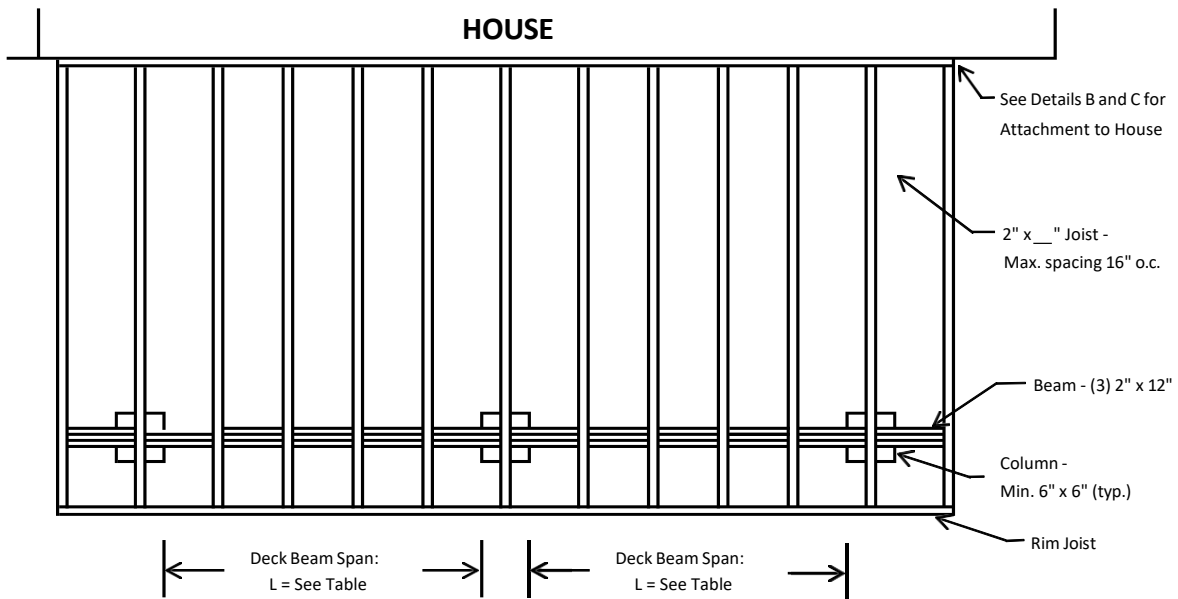 HOUSE
See Details B and C for
Attachment to House
2" x __" Joist -
Max. spacing 16" o.c.
Beam - (3) 2" x 12"
Column -
Min. 6" x 6" (typ.)
Rim Joist
Deck Beam Span:
L = See Table
Deck Beam Span:
L = See Table